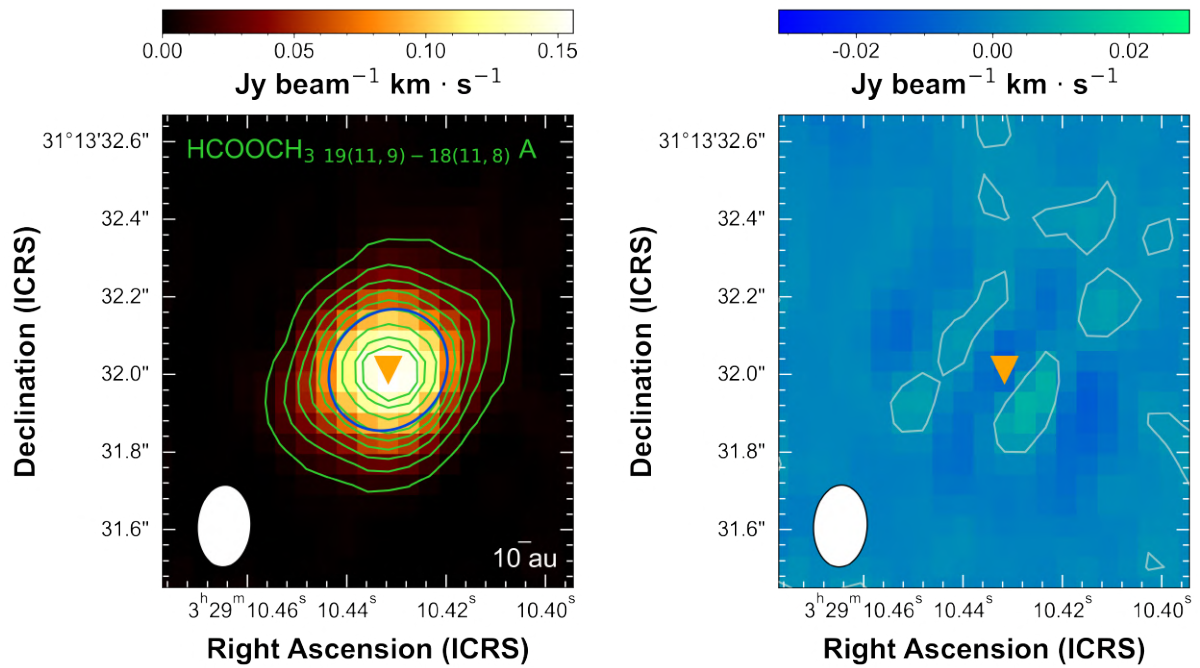 0.00 0.05 0.10 0.15
Jy beam⁻¹ km · s⁻¹
31°13'32.6"
32.4"
32.2"
32.0"
31.8"
31.6"
Declination (ICRS)
HCOOCH₃ 19(11, 9) − 18(11, 8) A
10 au
3ʰ29ᵐ10.46ˢ 10.44ˢ 10.42ˢ 10.40ˢ
Right Ascension (ICRS)
-0.02 0.00 0.02
Jy beam⁻¹ km · s⁻¹
31°13'32.6"
32.4"
32.2"
32.0"
31.8"
31.6"
Declination (ICRS)
3ʰ29ᵐ10.46ˢ 10.44ˢ 10.42ˢ 10.40ˢ
Right Ascension (ICRS)